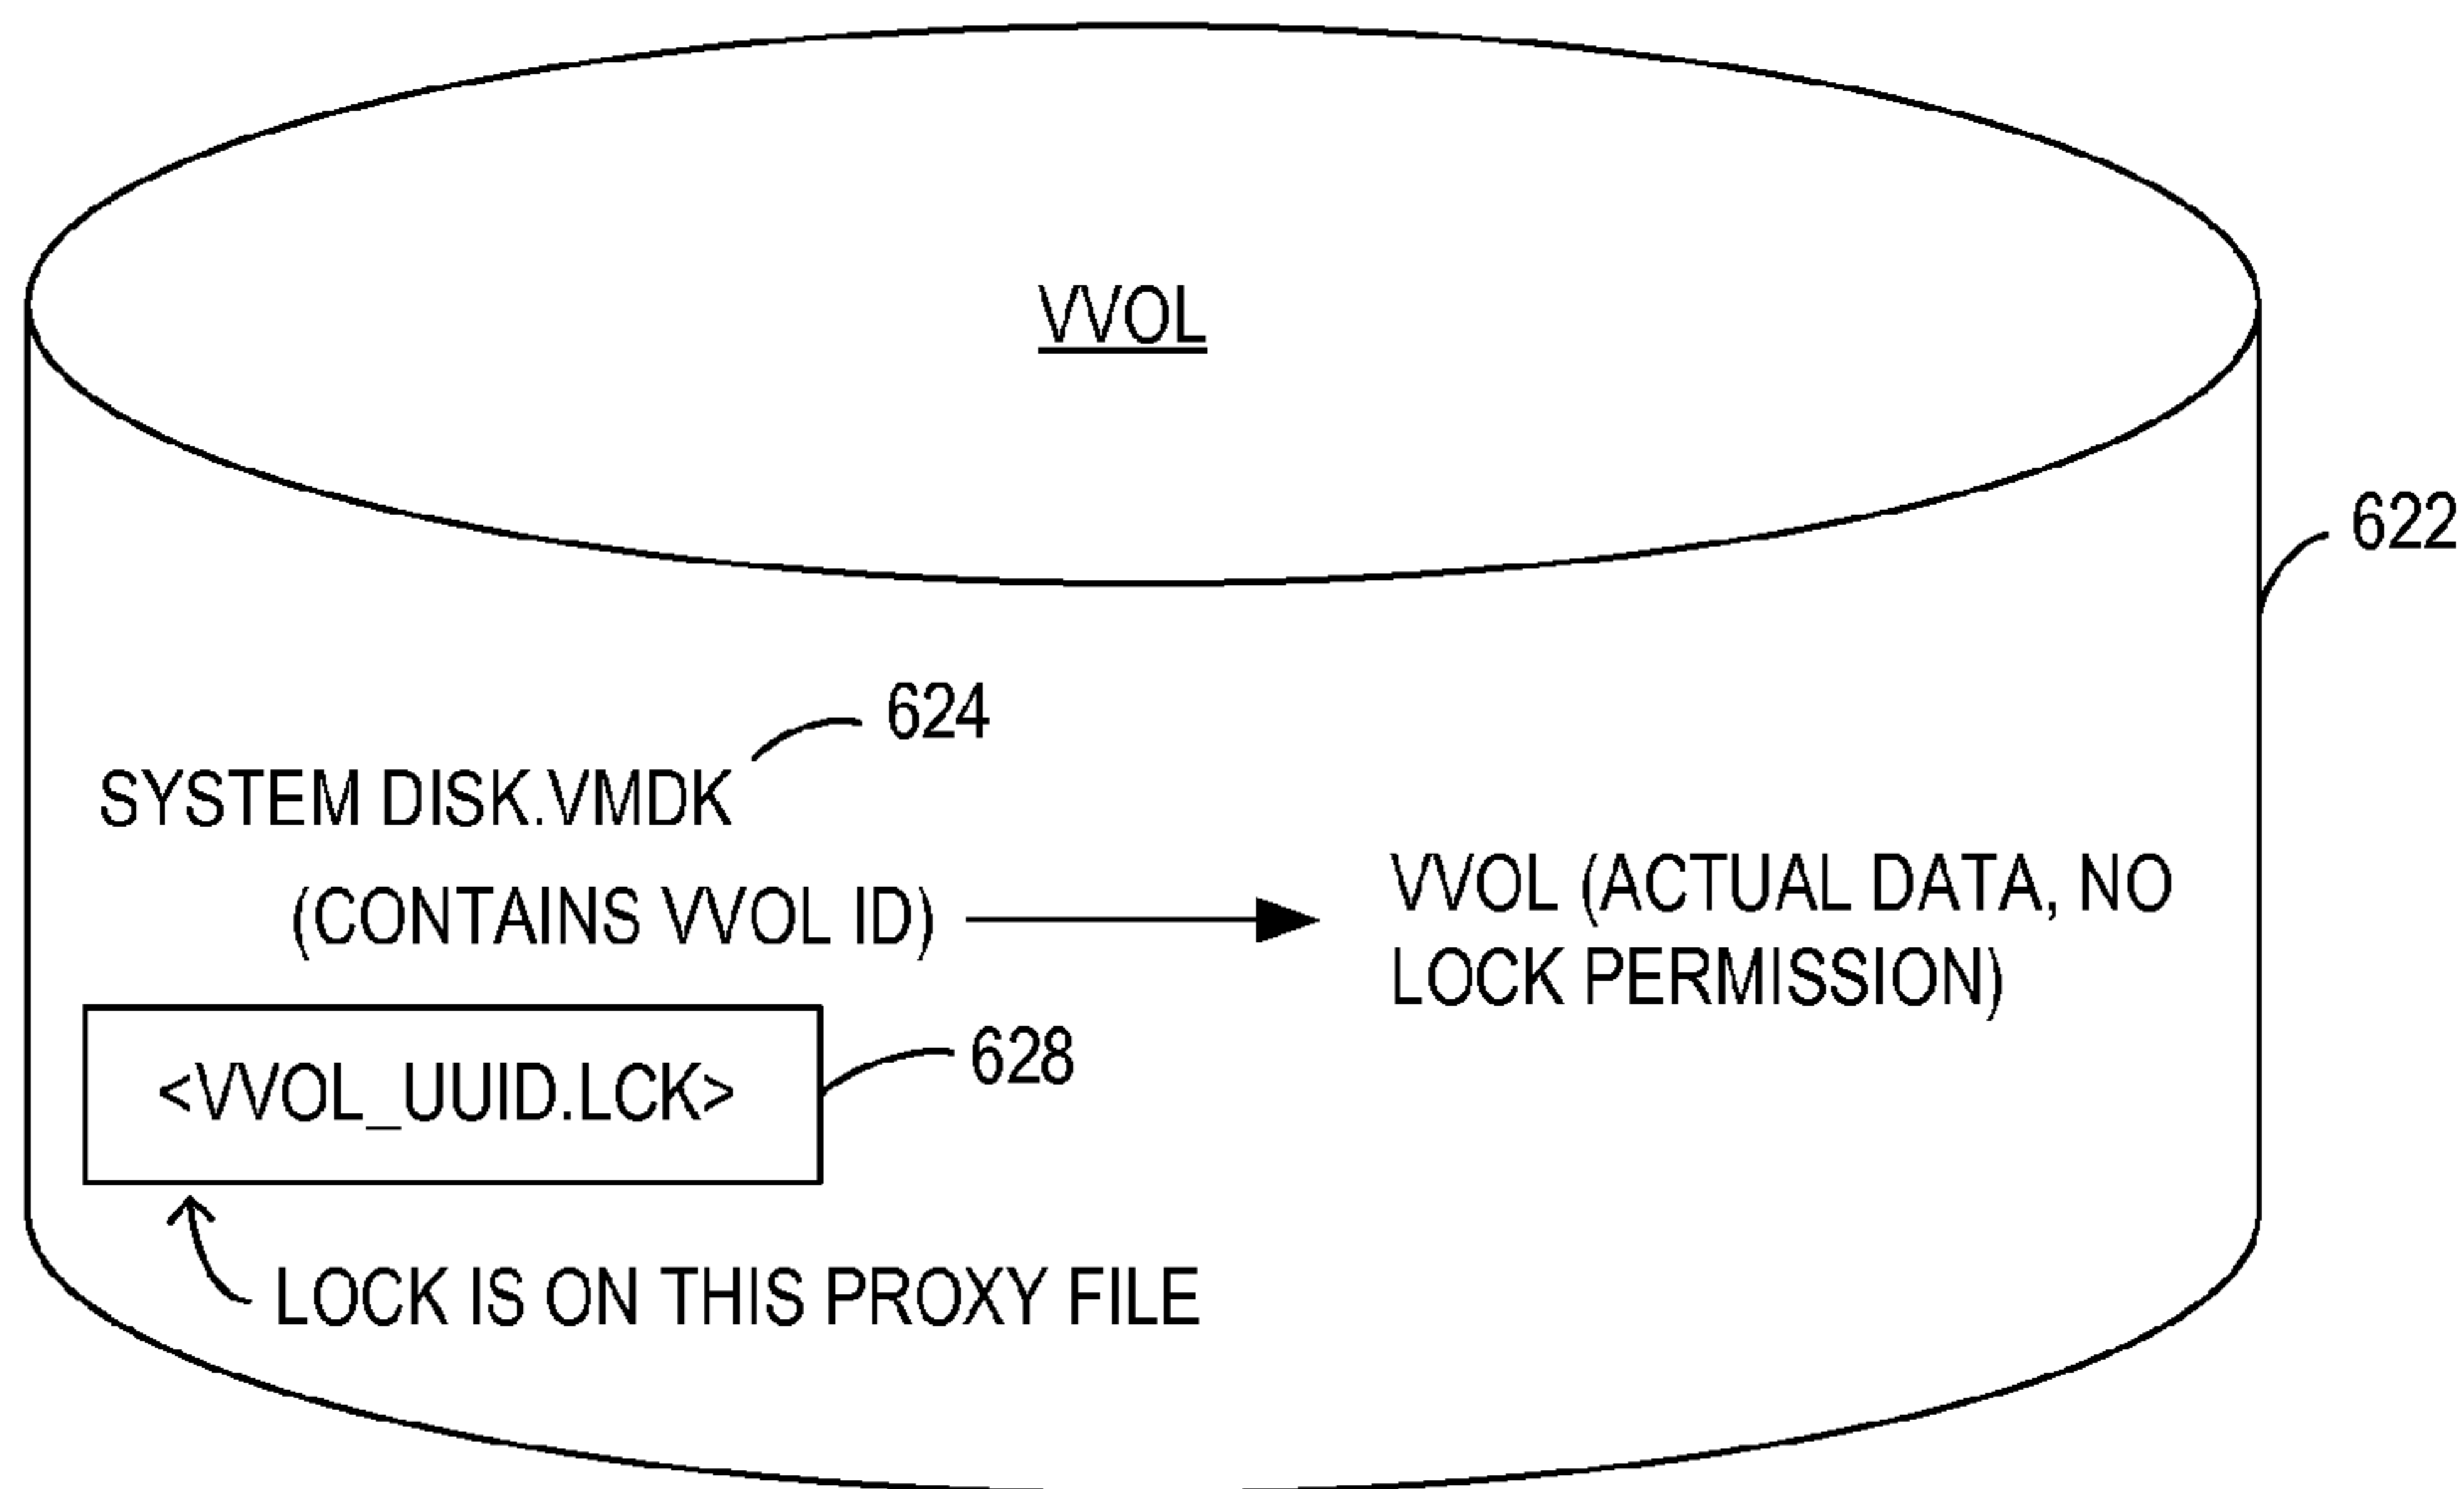 VVOL
622
624
SYSTEM DISK.VMDK
(CONTAINS VVOL ID)
VVOL (ACTUAL DATA, NO
LOCK PERMISSION)
<VVOL_UUID.LCK>
628
LOCK IS ON THIS PROXY FILE